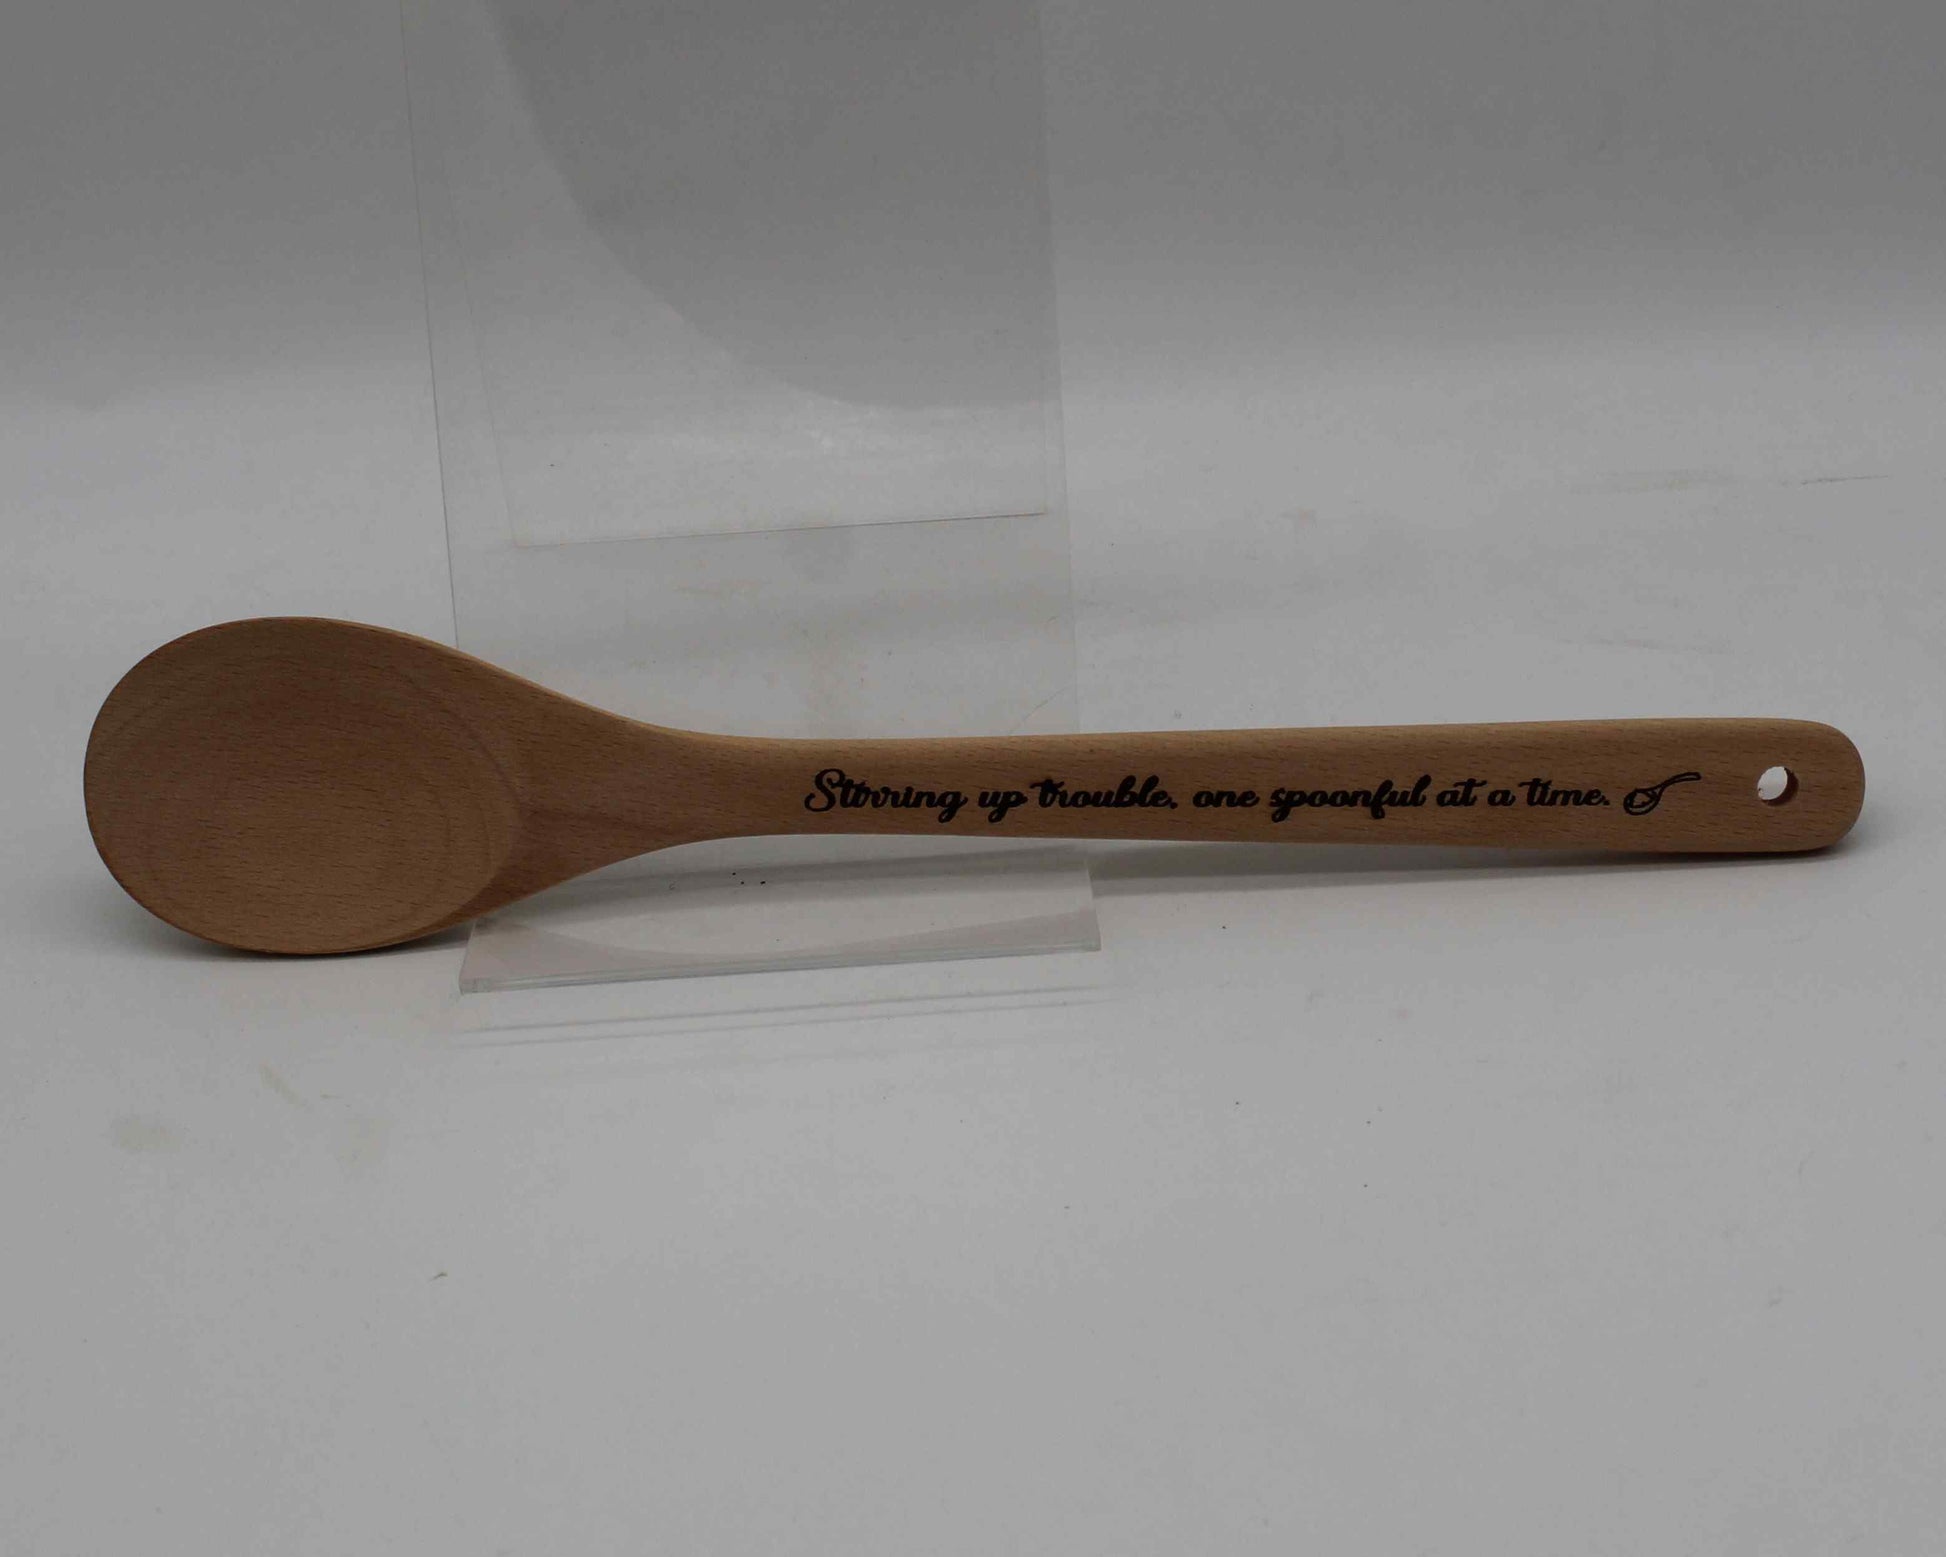 Stirring up trouble, one spoonful at a time.